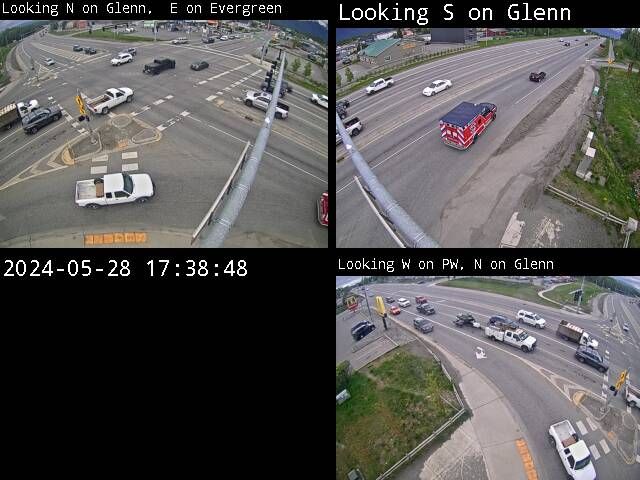 Looking N on Glenn, E on Evergreen
Looking S on Glenn
2024-05-28 17:38:48
Looking W on PW, N on Glenn